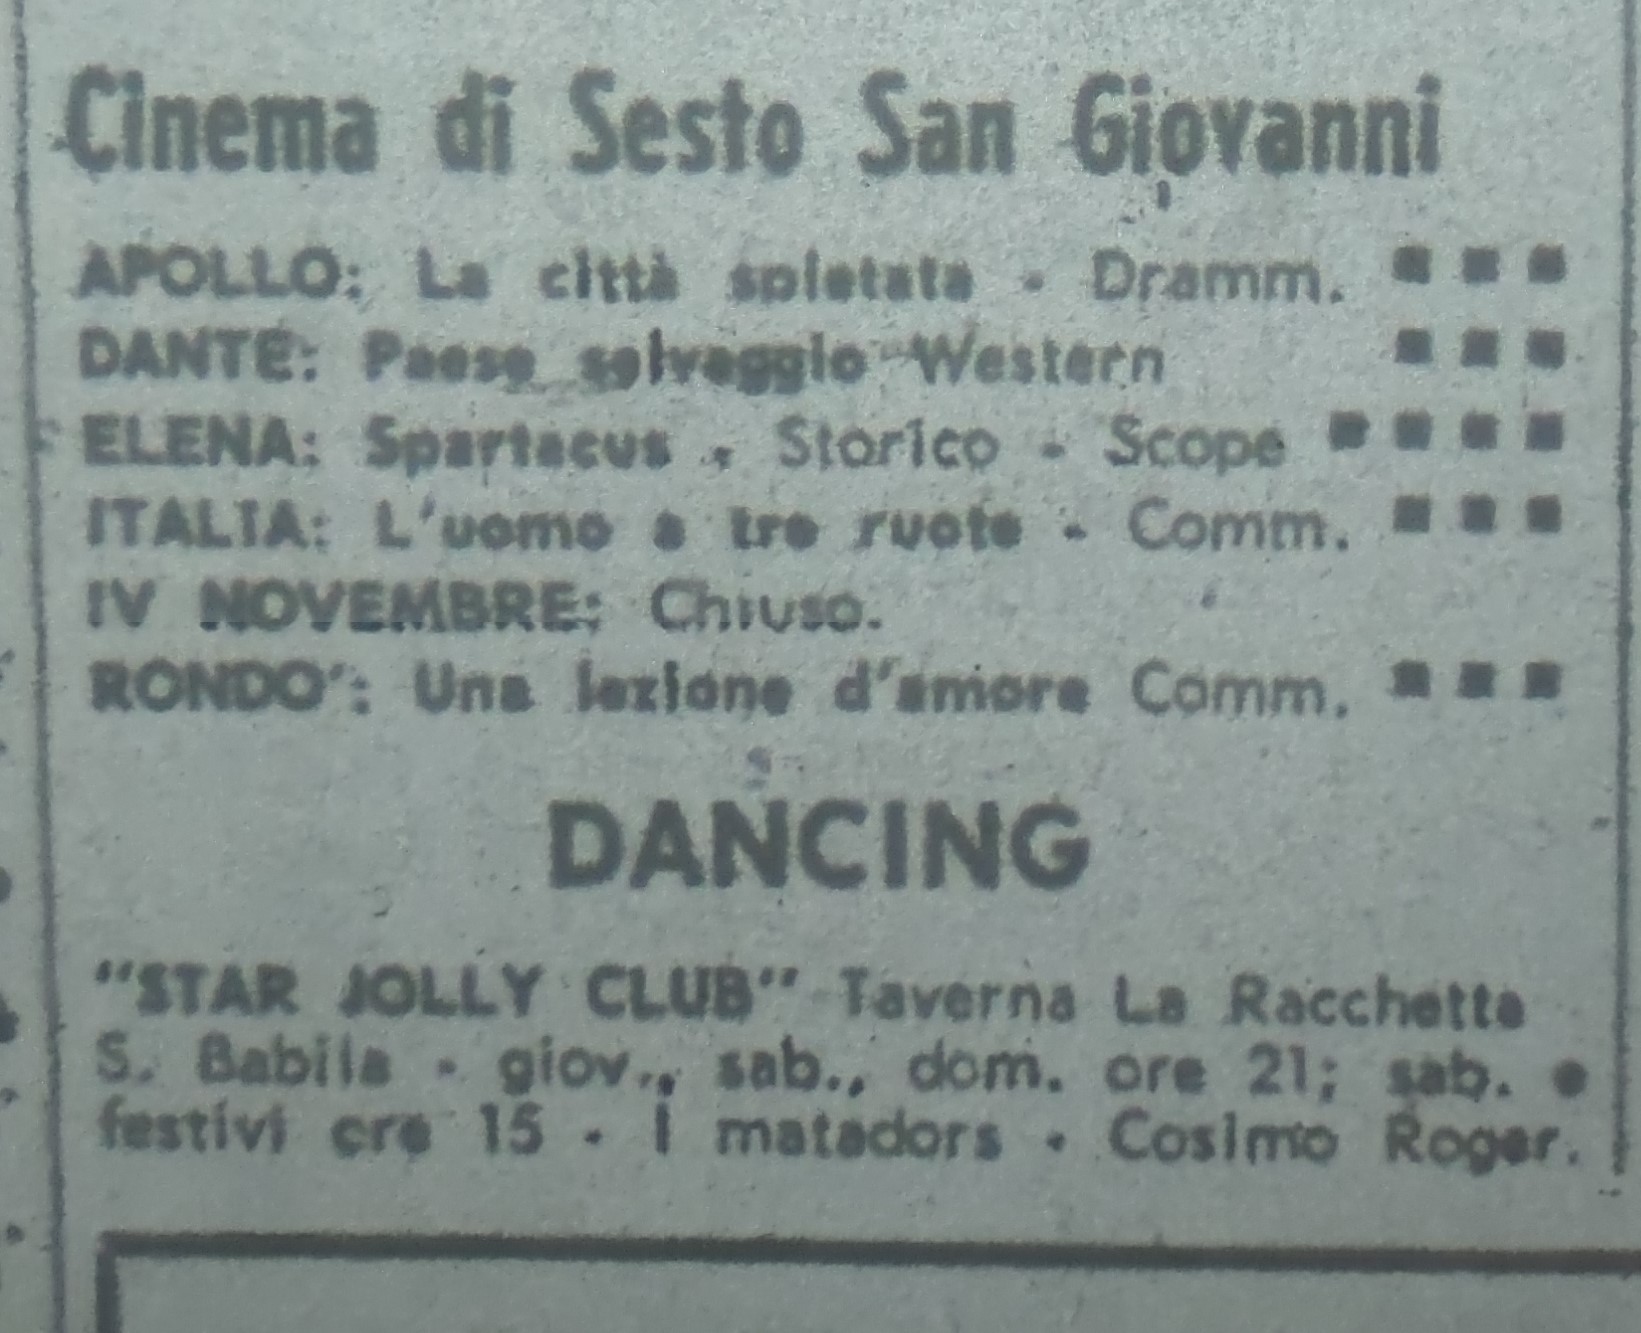 Cinema di Sesto San Giovanni
APOLLO: La città spietata - Dramm. ■ ■ ■
DANTE: Paese selvaggio - Western ■ ■ ■
ELENA: Spartacus - Storico - Scope ■ ■ ■ ■
ITALIA: L'uomo a tre ruote - Comm. ■ ■ ■
IV NOVEMBRE: Chiuso.
RONDO': Una lezione d'amore Comm. ■ ■ ■
DANCING
"STAR JOLLY CLUB" Taverna La Racchetta
S. Babila - giov., sab., dom. ore 21; sab. e
festivi ore 15 - I matadors - Cosimo Roger.